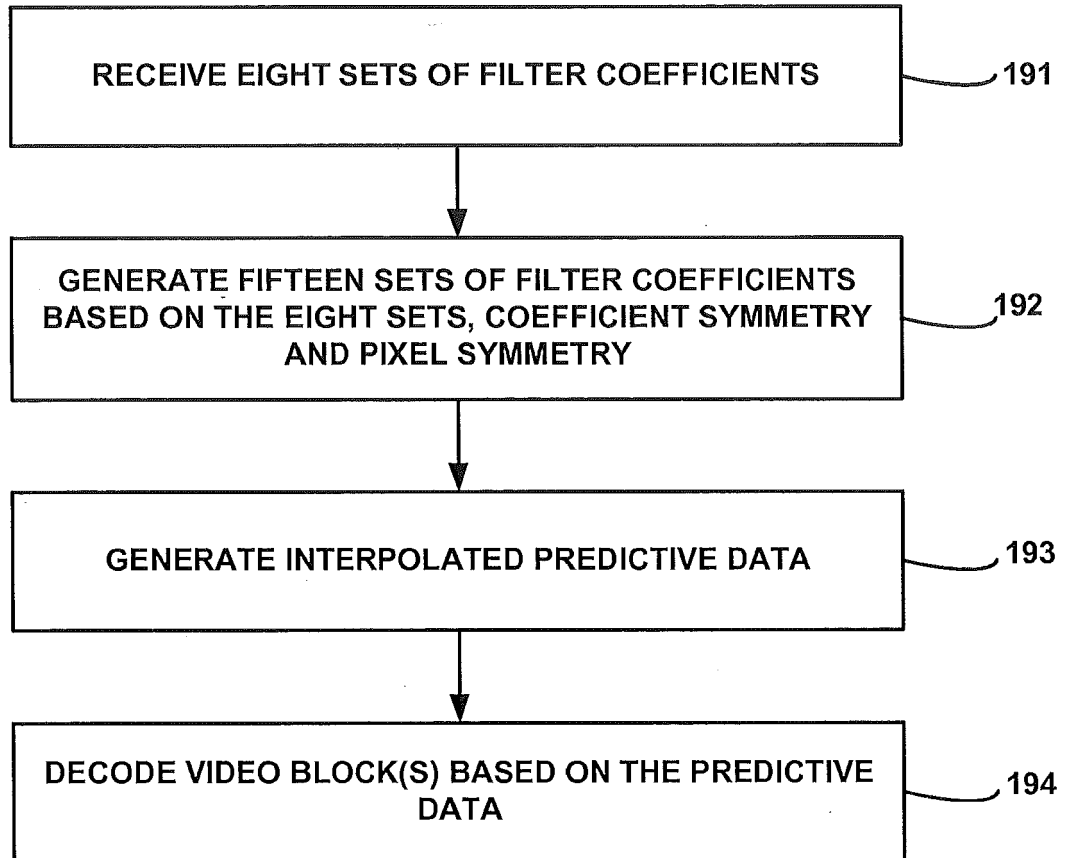 RECEIVE EIGHT SETS OF FILTER COEFFICIENTS
191
GENERATE FIFTEEN SETS OF FILTER COEFFICIENTS
BASED ON THE EIGHT SETS, COEFFICIENT SYMMETRY
AND PIXEL SYMMETRY
192
GENERATE INTERPOLATED PREDICTIVE DATA
193
DECODE VIDEO BLOCK(S) BASED ON THE PREDICTIVE
DATA
194